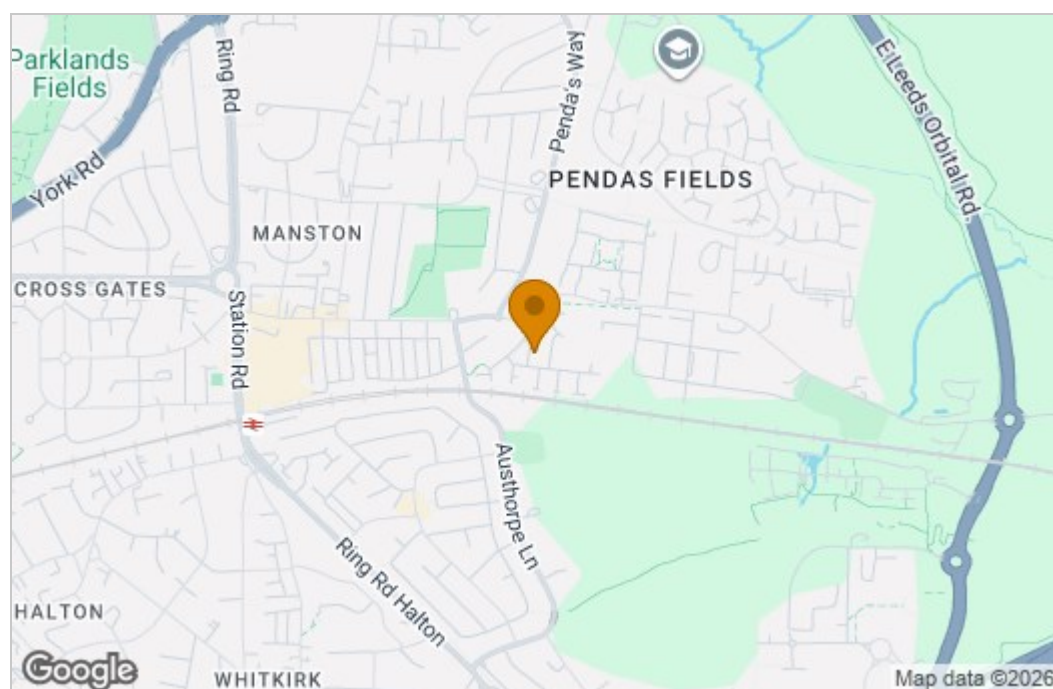 Parklands
Fields
Ring Rd
York Rd
Penda's Way
E Leeds Orbital Rd
PENDAS FIELDS
MANSTON
CROSS GATES
Station Rd
Austhorpe Ln
Ring Rd Halton
HALTON
WHITKIRK
Google
Map data ©2026